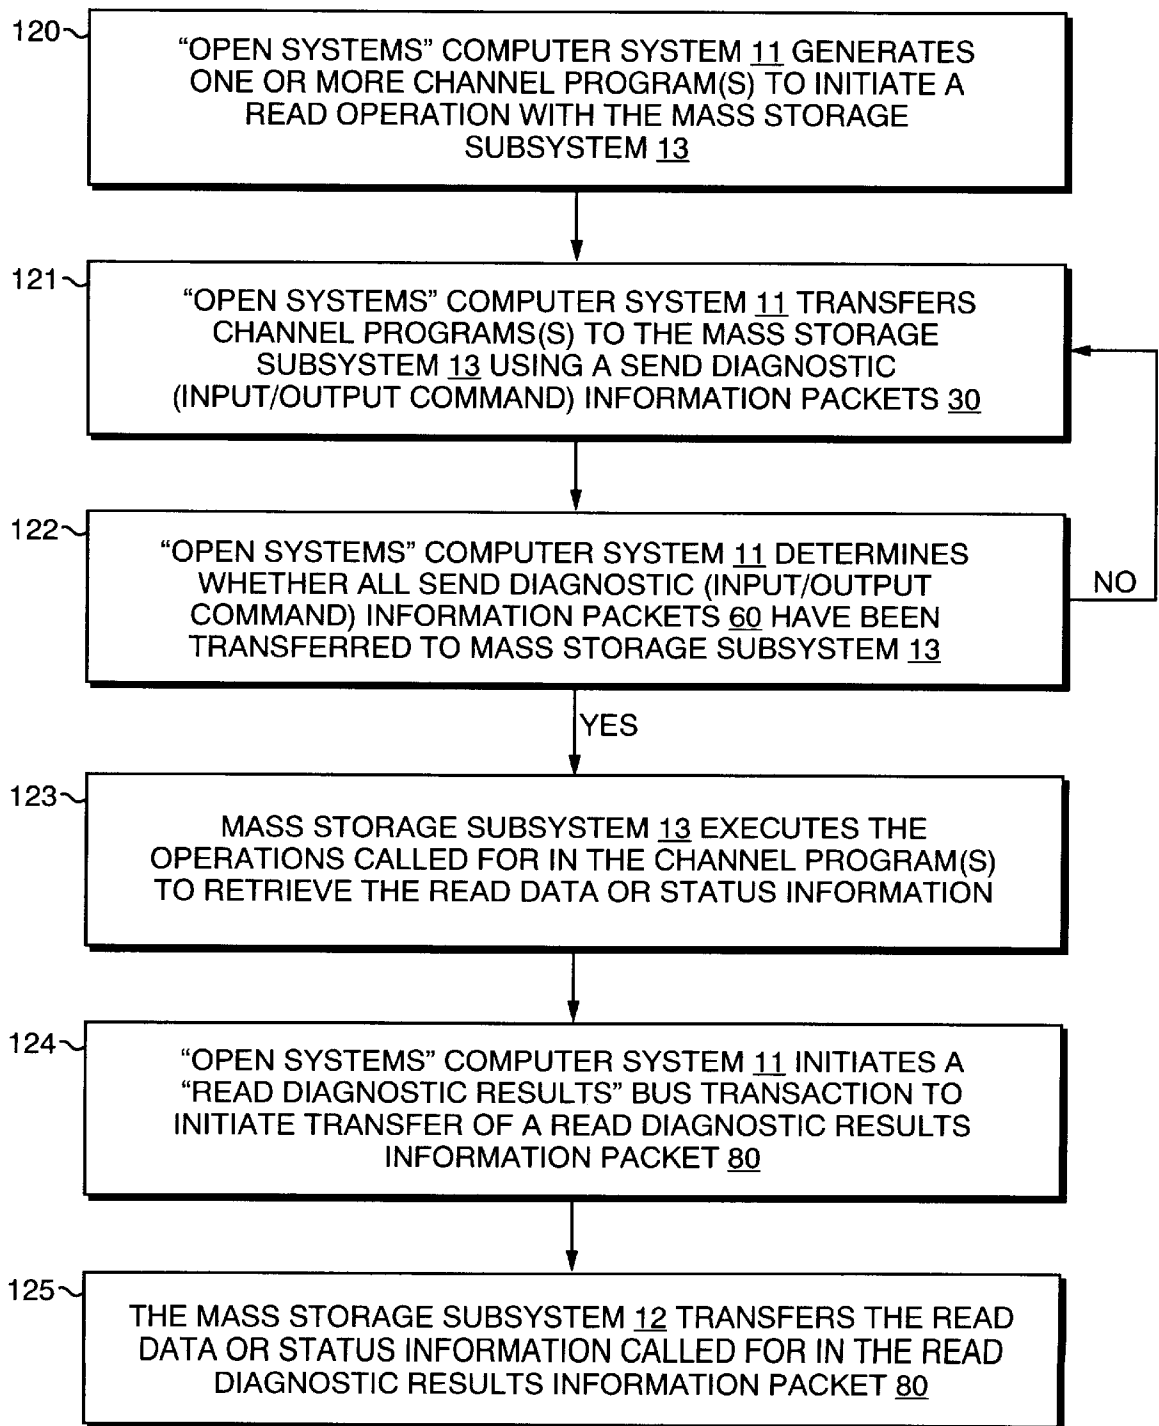 120
“OPEN SYSTEMS” COMPUTER SYSTEM 11 GENERATES
ONE OR MORE CHANNEL PROGRAM(S) TO INITIATE A
READ OPERATION WITH THE MASS STORAGE
SUBSYSTEM 13
121
“OPEN SYSTEMS” COMPUTER SYSTEM 11 TRANSFERS
CHANNEL PROGRAMS(S) TO THE MASS STORAGE
SUBSYSTEM 13 USING A SEND DIAGNOSTIC
(INPUT/OUTPUT COMMAND) INFORMATION PACKETS 30
122
“OPEN SYSTEMS” COMPUTER SYSTEM 11 DETERMINES
WHETHER ALL SEND DIAGNOSTIC (INPUT/OUTPUT
COMMAND) INFORMATION PACKETS 60 HAVE BEEN
TRANSFERRED TO MASS STORAGE SUBSYSTEM 13
NO
YES
123
MASS STORAGE SUBSYSTEM 13 EXECUTES THE
OPERATIONS CALLED FOR IN THE CHANNEL PROGRAM(S)
TO RETRIEVE THE READ DATA OR STATUS INFORMATION
124
“OPEN SYSTEMS” COMPUTER SYSTEM 11 INITIATES A
“READ DIAGNOSTIC RESULTS” BUS TRANSACTION TO
INITIATE TRANSFER OF A READ DIAGNOSTIC RESULTS
INFORMATION PACKET 80
125
THE MASS STORAGE SUBSYSTEM 12 TRANSFERS THE READ
DATA OR STATUS INFORMATION CALLED FOR IN THE READ
DIAGNOSTIC RESULTS INFORMATION PACKET 80